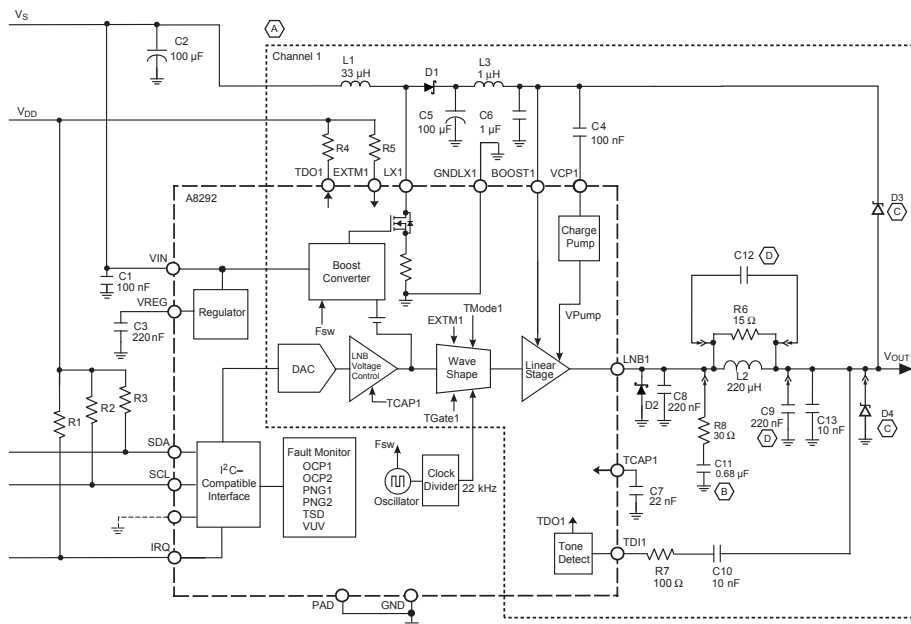 VS
A
C2
100 µF
Channel 1
L1
33 µH
D1
L3
1 µH
C5
100 µF
C6
1 µF
C4
100 nF
VDD
R4
R5
TDO1
EXTM1
LX1
GNDLX1
BOOST1
VCP1
A8292
D3
C
Charge
Pump
VIN
C1
100 nF
Boost
Converter
VREG
C3
220 nF
Regulator
Fsw
TMode1
EXTM1
VPump
C12
D
R6
15 Ω
DAC
LNB
Voltage
Control
Wave
Shape
Linear
Stage
LNB1
L2
220 µH
VOUT1
TCAP1
TGate1
D2
C8
220 nF
R8
30 Ω
C9
220 nF
D
C13
10 nF
D4
C
R1
R2
R3
C11
0.68 µF
B
SDA
SCL
IRQ
I2C–
Compatible
Interface
Fault Monitor
OCP1
OCP2
PNG1
PNG2
TSD
VUV
Fsw
Oscillator
Clock
Divider
22 kHz
TCAP1
C7
22 nF
TDO1
Tone
Detect
TDI1
R7
100 Ω
C10
10 nF
PAD
GND